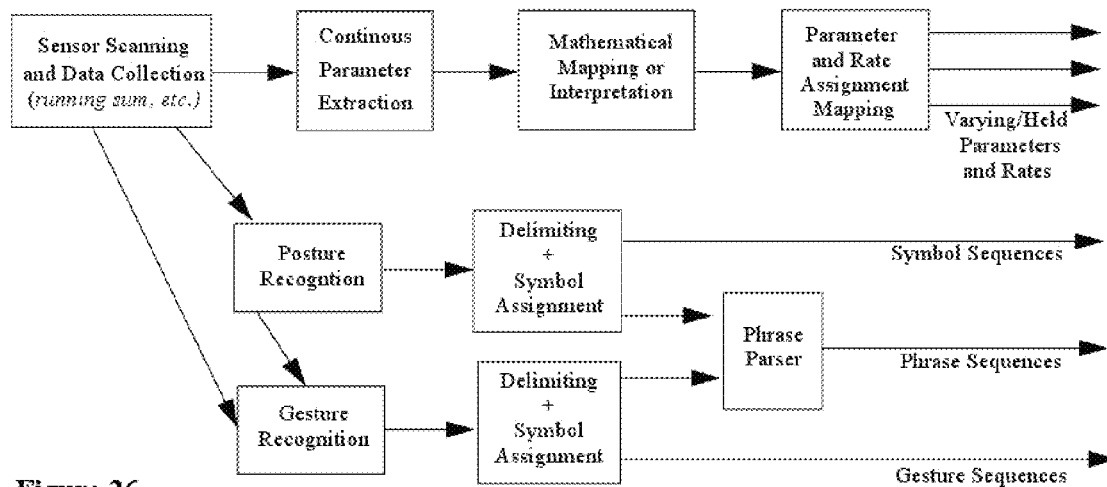 Sensor Scanning
and Data Collection
(running sum, etc.)
Continous
Parameter
Extraction
Mathematical
Mapping or
Interpretation
Parameter
and Rate
Assignment
Mapping
Varying/Held
Parameters
and Rates
Posture
Recogntion
Delimiting
+
Symbol
Assignment
Symbol Sequences
Phrase
Parser
Phrase Sequences
Gesture
Recognition
Delimiting
+
Symbol
Assignment
Gesture Sequences
Figure 26